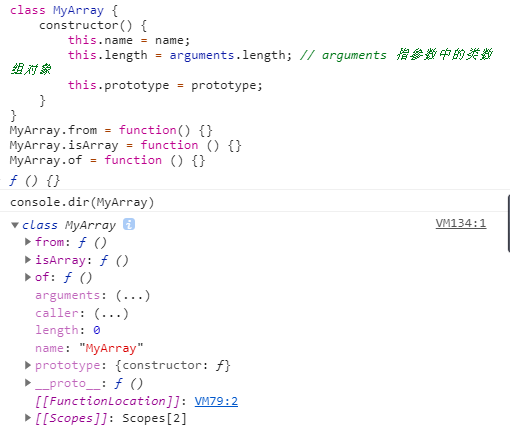 class MyArray {
    constructor() {
        this.name = name;
        this.length = arguments.length; // arguments 指参数中的类数
组对象
        this.prototype = prototype;
    }
}
MyArray.from = function() {}
MyArray.isArray = function () {}
MyArray.of = function () {}
ƒ () {}
console.dir(MyArray)
class MyArray i VM134:1
from: ƒ ()
isArray: ƒ ()
of: ƒ ()
arguments: (...)
caller: (...)
length: 0
name: "MyArray"
prototype: {constructor: ƒ}
__proto__: ƒ ()
[[FunctionLocation]]: VM79:2
[[Scopes]]: Scopes[2]